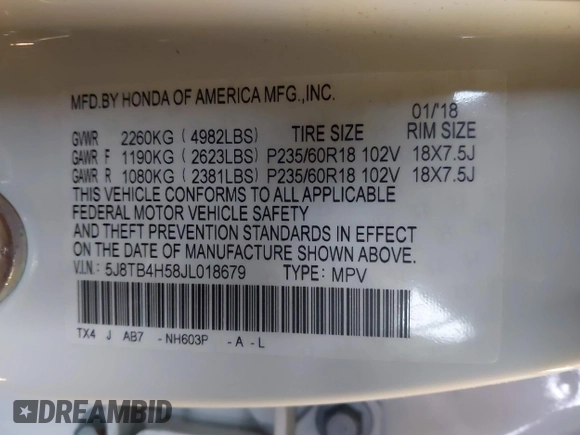 MFD.BY HONDA OF AMERICA MFG.,INC.
01/'18
GVWR 2260KG ( 4982LBS) TIRE SIZE RIM SIZE
GAWR F 1190KG ( 2623LBS) P235/60R18 102V 18X7.5J
GAWR R 1080KG ( 2381LBS) P235/60R18 102V 18X7.5J
THIS VEHICLE CONFORMS TO ALL APPLICABLE
FEDERAL MOTOR VEHICLE SAFETY
AND THEFT PREVENTION STANDARDS IN EFFECT
ON THE DATE OF MANUFACTURE SHOWN ABOVE.
V.I.N.: 5J8TB4H58JL018679 TYPE: MPV
TX4 J AB7 -NH603P -A-L
DREAMBID